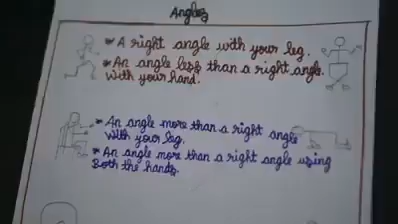 Angles
* A right angle with your leg.
* An angle less than a right angle.
With your hand.
* An angle more than a right angle
With your leg.
* An angle more than a right angle using
Both the hands.